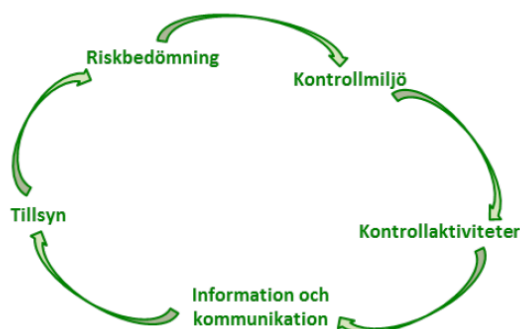 Riskbedömning
Kontrollmiljö
Kontrollaktiviteter
Information och
kommunikation
Tillsyn